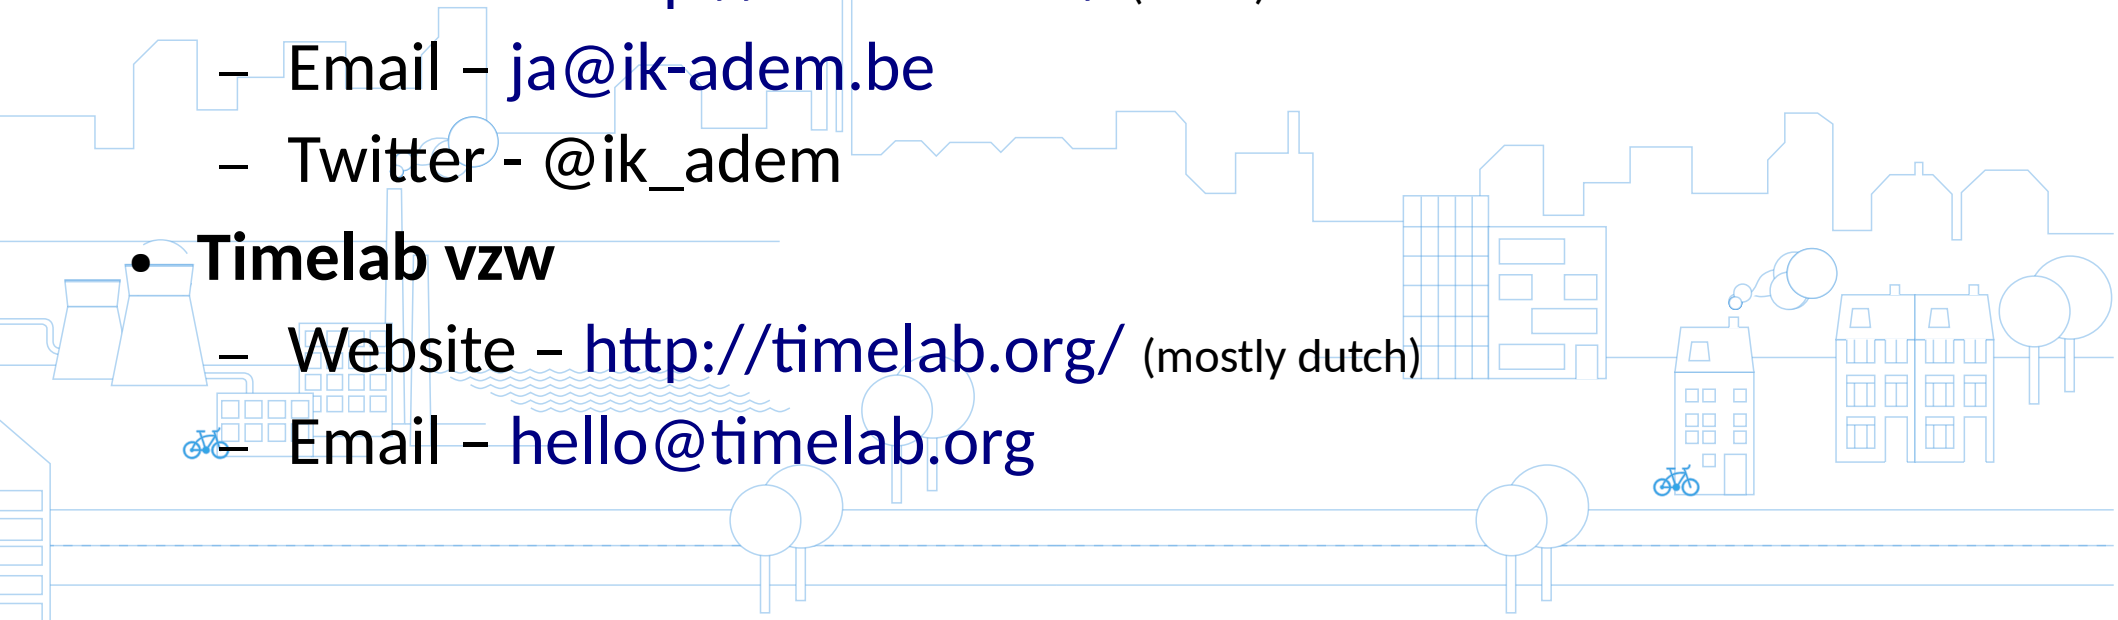 – Email – ja@ik-adem.be
– Twitter - @ik_adem
• Timelab vzw
– Website – http://timelab.org/ (mostly dutch)
– Email – hello@timelab.org